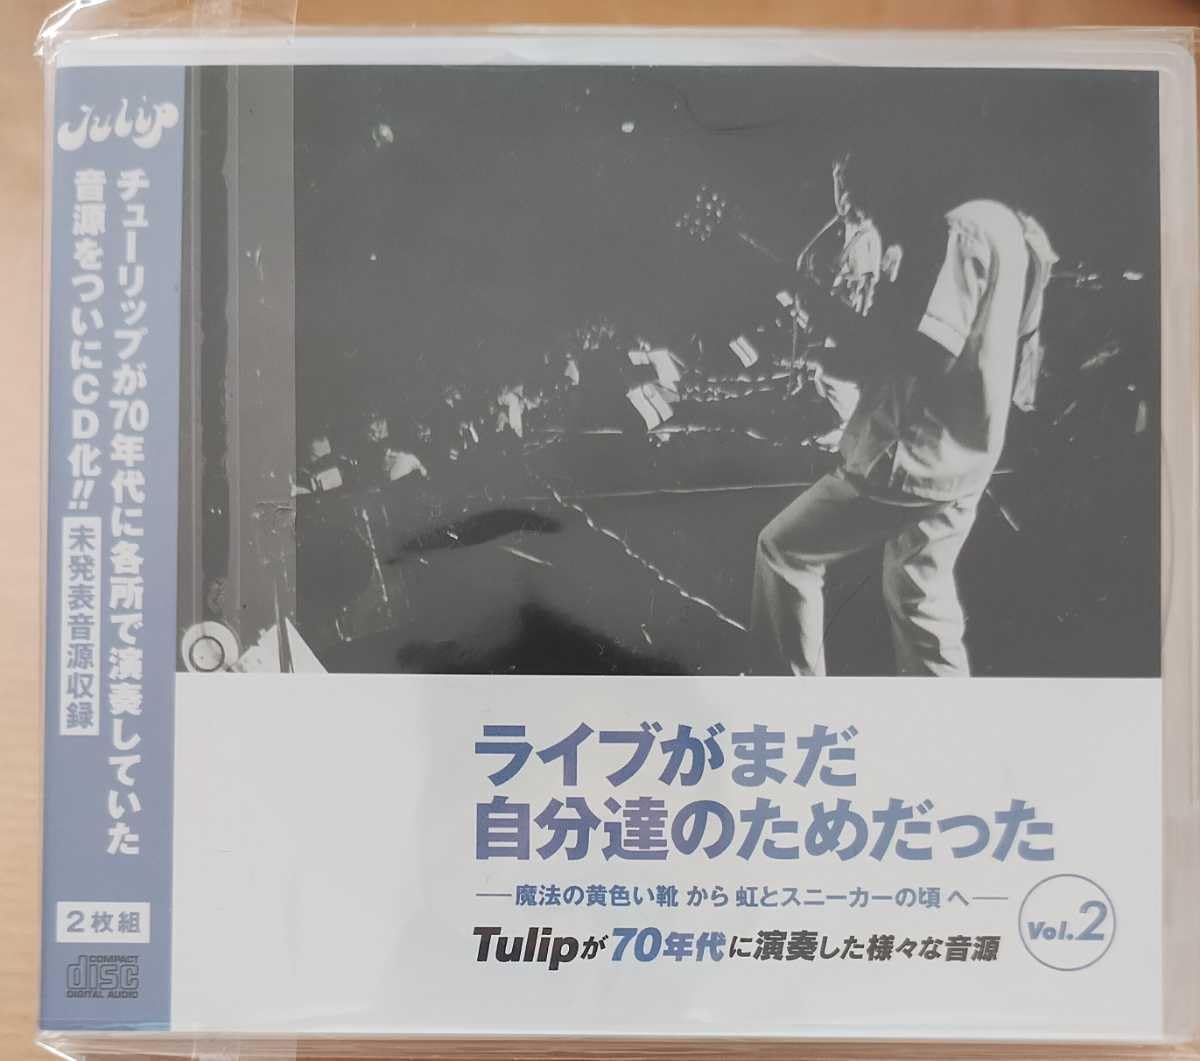 Tulip
チューリップが70年代に各所で演奏していた
音源をついにCD化!!
未発表音源収録
2枚組
COMPACT
disc
DIGITAL AUDIO
ライブがまだ
自分達のためだった
―魔法の黄色い靴 から 虹とスニーカーの頃 へ―
Vol.2
Tulipが70年代に演奏した様々な音源